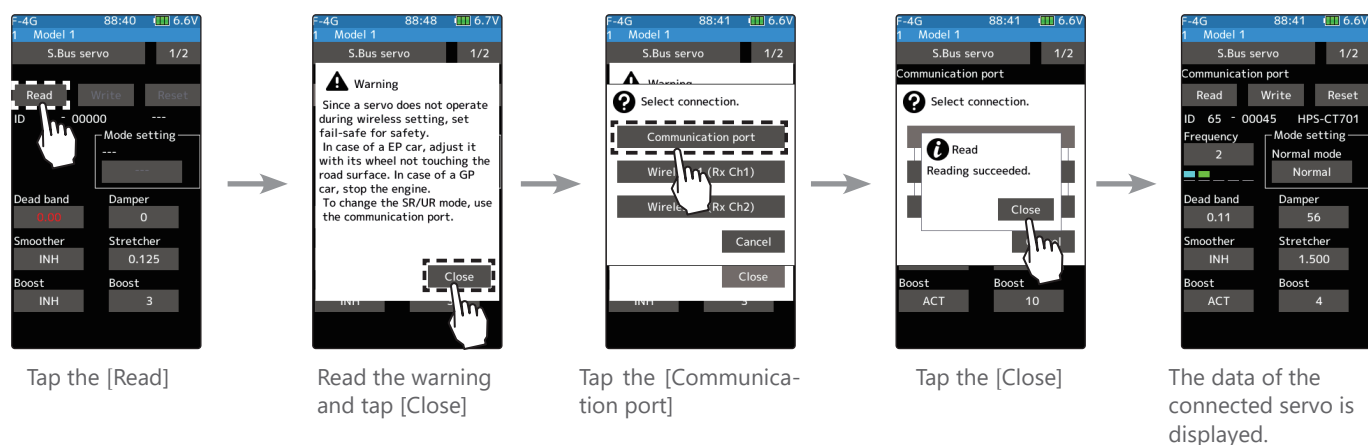 F-4G 88:40 6.6V
1 Model 1
S.Bus servo 1/2
Read Write Reset
ID - 00000 ---
Mode setting
---
---
Dead band Damper
0.00 0
Smoother Stretcher
INH 0.125
Boost Boost
INH 3
Tap the [Read]
F-4G 88:48 6.7V
1 Model 1
S.Bus servo 1/2
Warning
Since a servo does not operate
during wireless setting, set
fail-safe for safety.
In case of a EP car, adjust it
with its wheel not touching the
road surface. In case of a GP
car, stop the engine.
To change the SR/UR mode, use
the communication port.
Close
INH
Read the warning
and tap [Close]
F-4G 88:41 6.6V
1 Model 1
S.Bus servo 1/2
Warning
Select connection.
Communication port
(Rx Ch1)
(Rx Ch2)
Cancel
Close
INH 3
Tap the [Communica-
tion port]
F-4G 88:41 6.6V
1 Model 1
S.Bus servo 1/2
Communication port
Select connection.
Read
Reading succeeded.
Close
Boost Boost
ACT 10
Tap the [Close]
F-4G 88:41 6.6V
1 Model 1
S.Bus servo 1/2
Communication port
Read Write Reset
ID 65 - 00045 HPS-CT701
Frequency Mode setting
2 Normal mode
Normal
Dead band Damper
0.11 56
Smoother Stretcher
INH 1.500
Boost Boost
ACT 4
The data of the
connected servo is
displayed.